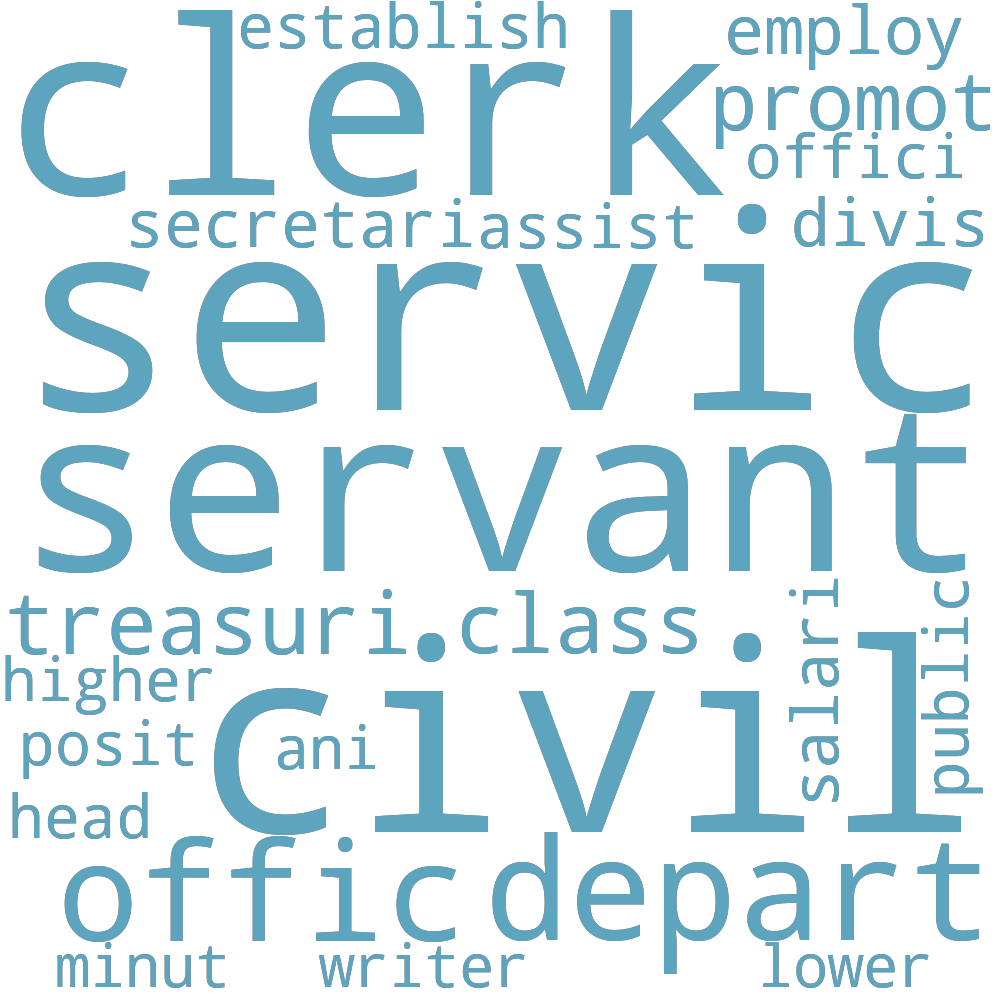 establish
employ
clerk
promot
offici
secretari assist
divis
servic
servant
treasuri class
salari
public
higher
civil
posit
ani
head
offic depart
minut writer lower